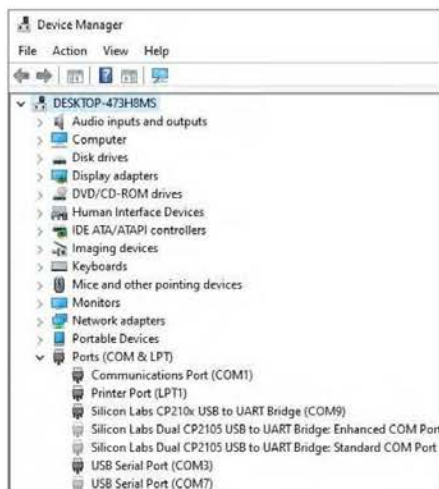 Device Manager
File Action View Help
DESKTOP-473H8MS
Audio inputs and outputs
Computer
Disk drives
Display adapters
DVD/CD-ROM drives
Human Interface Devices
IDE ATA/ATAPI controllers
Imaging devices
Keyboards
Mice and other pointing devices
Monitors
Network adapters
Portable Devices
Ports (COM & LPT)
Communications Port (COM1)
Printer Port (LPT1)
Silicon Labs CP210x USB to UART Bridge (COM9)
Silicon Labs Dual CP2105 USB to UART Bridge: Enhanced COM Port
Silicon Labs Dual CP2105 USB to UART Bridge: Standard COM Port
USB Serial Port (COM3)
USB Serial Port (COM7)